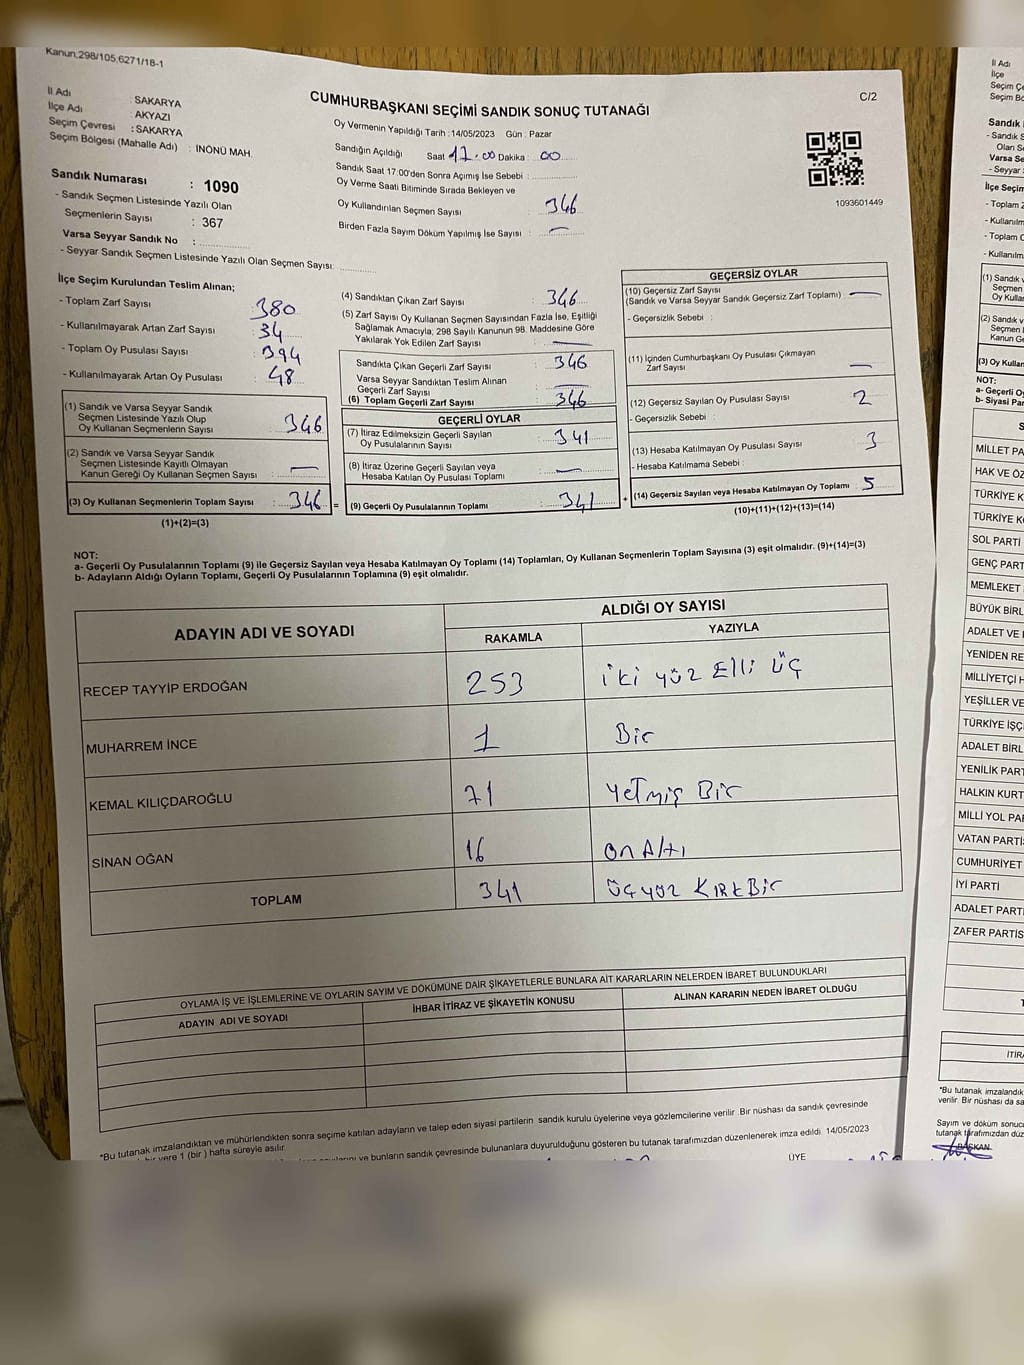 Kanun,298/105,6271/18-1
C/2
İl Adı : SAKARYA
İlçe Adı : AKYAZI
Seçim Çevresi : SAKARYA
Seçim Bölgesi (Mahalle Adı) : İNÖNÜ MAH.
Sandık Numarası : 1090
- Sandık Seçmen Listesinde Yazılı Olan
Seçmenlerin Sayısı : 367
Varsa Seyyar Sandık No :
- Seyyar Sandık Seçmen Listesinde Yazılı Olan Seçmen Sayısı:
CUMHURBAŞKANI SEÇİMİ SANDIK SONUÇ TUTANAĞI
Oy Vermenin Yapıldığı Tarih : 14/05/2023 Gün : Pazar
Sandığın Açıldığı Saat 17.00 Dakika : 00
Sandık Saat 17:00'den Sonra Açımış İse Sebebi :
Oy Verme Saati Bitiminde Sırada Bekleyen ve
Oy Kullandırılan Seçmen Sayısı : 346
Birden Fazla Sayım Döküm Yapılmış İse Sayısı : —
1093601449
İlçe Seçim Kurulundan Teslim Alınan;
- Toplam Zarf Sayısı : 380
- Kullanılmayarak Artan Zarf Sayısı : 34
- Toplam Oy Pusulası Sayısı : 394
- Kullanılmayarak Artan Oy Pusulası : 48
(1) Sandık ve Varsa Seyyar Sandık
Seçmen Listesinde Yazılı Olup
Oy Kullanan Seçmenlerin Sayısı : 346
(2) Sandık ve Varsa Seyyar Sandık
Seçmen Listesinde Kayıtlı Olmayan
Kanun Gereği Oy Kullanan Seçmen Sayısı : —
(3) Oy Kullanan Seçmenlerin Toplam Sayısı : 346 =
(1)+(2)=(3)
(4) Sandıktan Çıkan Zarf Sayısı : 346
(5) Zarf Sayısı Oy Kullanan Seçmen Sayısından Fazla İse, Eşitliği
Sağlamak Amacıyla; 298 Sayılı Kanunun 98. Maddesine Göre
Yakılarak Yok Edilen Zarf Sayısı : —
Sandıkta Çıkan Geçerli Zarf Sayısı : 346
Varsa Seyyar Sandıktan Teslim Alınan
Geçerli Zarf Sayısı : —
(6) Toplam Geçerli Zarf Sayısı : 346
GEÇERLİ OYLAR
(7) İtiraz Edilmeksizin Geçerli Sayılan
Oy Pusulalarının Sayısı : 341
(8) İtiraz Üzerine Geçerli Sayılan veya
Hesaba Katılan Oy Pusulası Toplamı : —
(9) Geçerli Oy Pusulalarının Toplamı : 341 +
GEÇERSİZ OYLAR
(10) Geçersiz Zarf Sayısı : —
(Sandık ve Varsa Seyyar Sandık Geçersiz Zarf Toplamı)
- Geçersizlik Sebebi :
(11) İçinden Cumhurbaşkanı Oy Pusulası Çıkmayan
Zarf Sayısı : —
(12) Geçersiz Sayılan Oy Pusulası Sayısı : 2
- Geçersizlik Sebebi :
(13) Hesaba Katılmayan Oy Pusulası Sayısı : 3
- Hesaba Katılmama Sebebi :
(14) Geçersiz Sayılan veya Hesaba Katılmayan Oy Toplamı : 5
(10)+(11)+(12)+(13)=(14)
NOT:
a- Geçerli Oy Pusulalarının Toplamı (9) ile Geçersiz Sayılan veya Hesaba Katılmayan Oy Toplamı (14) Toplamları, Oy Kullanan Seçmenlerin Toplam Sayısına (3) eşit olmalıdır. (9)+(14)=(3)
b- Adayların Aldığı Oyların Toplamı, Geçerli Oy Pusulalarının Toplamına (9) eşit olmalıdır.
ADAYIN ADI VE SOYADI
ALDIĞI OY SAYISI
RAKAMLA YAZIYLA
RECEP TAYYİP ERDOĞAN 253 iki yüz Elli üç
MUHARREM İNCE 1 Bir
KEMAL KILIÇDAROĞLU 71 yetmiş Bir
SİNAN OĞAN 16 on Altı
TOPLAM 341 üçyüz KırkBir
OYLAMA İŞ VE İŞLEMLERİNE VE OYLARIN SAYIM VE DÖKÜMÜNE DAİR ŞİKAYETLERLE BUNLARA AİT KARARLARIN NELERDEN İBARET BULUNDUKLARI
ADAYIN ADI VE SOYADI İHBAR İTİRAZ VE ŞİKAYETİN KONUSU ALINAN KARARIN NEDEN İBARET OLDUĞU
*Bu tutanak imzalandıktan ve mühürlendikten sonra seçime katılan adayların ve talep eden siyasi partilerin sandık kurulu üyelerine veya gözlemcilerine verilir. Bir nüshası da sandık çevresinde
bir yere 1 (bir ) hafta süreyle asılır.
ve bunların sandık çevresinde bulunanlara duyurulduğunu gösteren bu tutanak tarafımızdan düzenlenerek imza edildi. 14/05/2023
ÜYE
İl Adı
İlçe
Seçim Çe
Seçim Bö
Sandık
- Sandık S
Olan S
Varsa Se
- Seyyar
İlçe Seçim
- Toplam Z
- Kullanılm
- Toplam O
- Kullanılm
(1) Sandık v
Seçmen
Oy Kulla
(2) Sandık v
Seçmen
Kanun G
(3) Oy Kullan
NOT:
a- Geçerli O
b- Siyasi Par
S
MİLLET PA
HAK VE ÖZ
TÜRKİYE K
TÜRKİYE K
SOL PARTİ
GENÇ PART
MEMLEKET
BÜYÜK BİRL
ADALET VE
YENİDEN RE
MİLLİYETÇİ H
YEŞİLLER VE
TÜRKİYE İŞÇ
ADALET BİRL
YENİLİK PART
HALKIN KURT
MİLLİ YOL PA
VATAN PARTİS
CUMHURİYET
İYİ PARTİ
ADALET PARTİ
ZAFER PARTİS
T
İTİRA
*Bu tutanak imzalandık
verilir. Bir nüshası da sa
Sayım ve döküm sonuc
tutanak tarafımızdan düz
BAŞKAN